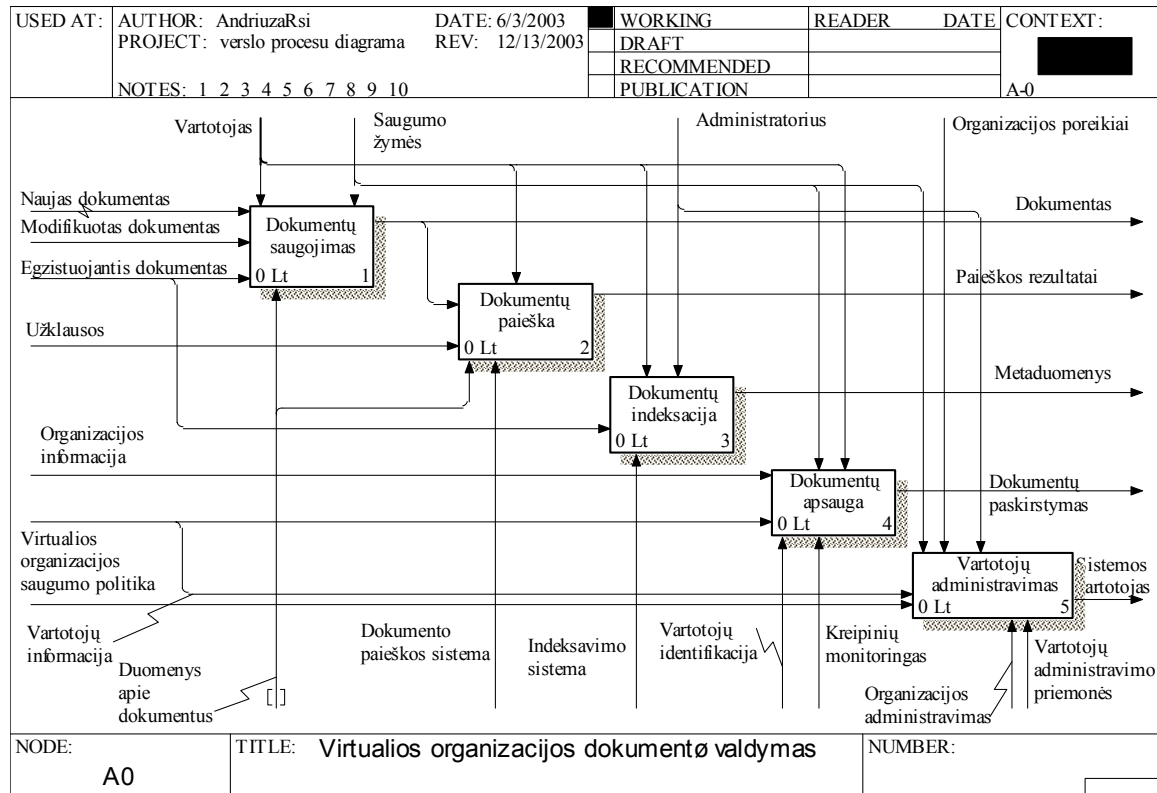 USED AT:
AUTHOR: AndriuzaRsi
DATE: 6/3/2003
WORKING
READER
DATE
CONTEXT:
PROJECT: verslo procesu diagrama
REV: 12/13/2003
DRAFT
RECOMMENDED
NOTES: 1 2 3 4 5 6 7 8 9 10
PUBLICATION
A-0
Vartotojas
Saugumo
žymės
Administratorius
Organizacijos poreikiai
Naujas dokumentas
Modifikuotas dokumentas
Egzistuojantis dokumentas
Dokumentų
saugojimas
0 Lt 1
Dokumentas
Užklausos
Dokumentų
paieška
0 Lt 2
Paieškos rezultatai
Dokumentų
indeksacija
0 Lt 3
Metaduomenys
Organizacijos
informacija
Dokumentų
apsauga
0 Lt 4
Dokumentų
paskirstymas
Virtualios
organizacijos
saugumo politika
Vartotojų
administravimas
0 Lt 5
Sistemos
artotojas
Vartotojų
informacija
Duomenys
apie
dokumentus
Dokumento
paieškos sistema
Indeksavimo
sistema
Vartotojų
identifikacija
Kreipinių
monitoringas
Organizacijos
administravimas
Vartotojų
administravimo
priemonės
NODE:
A0
TITLE: Virtualios organizacijos dokumentø valdymas
NUMBER: